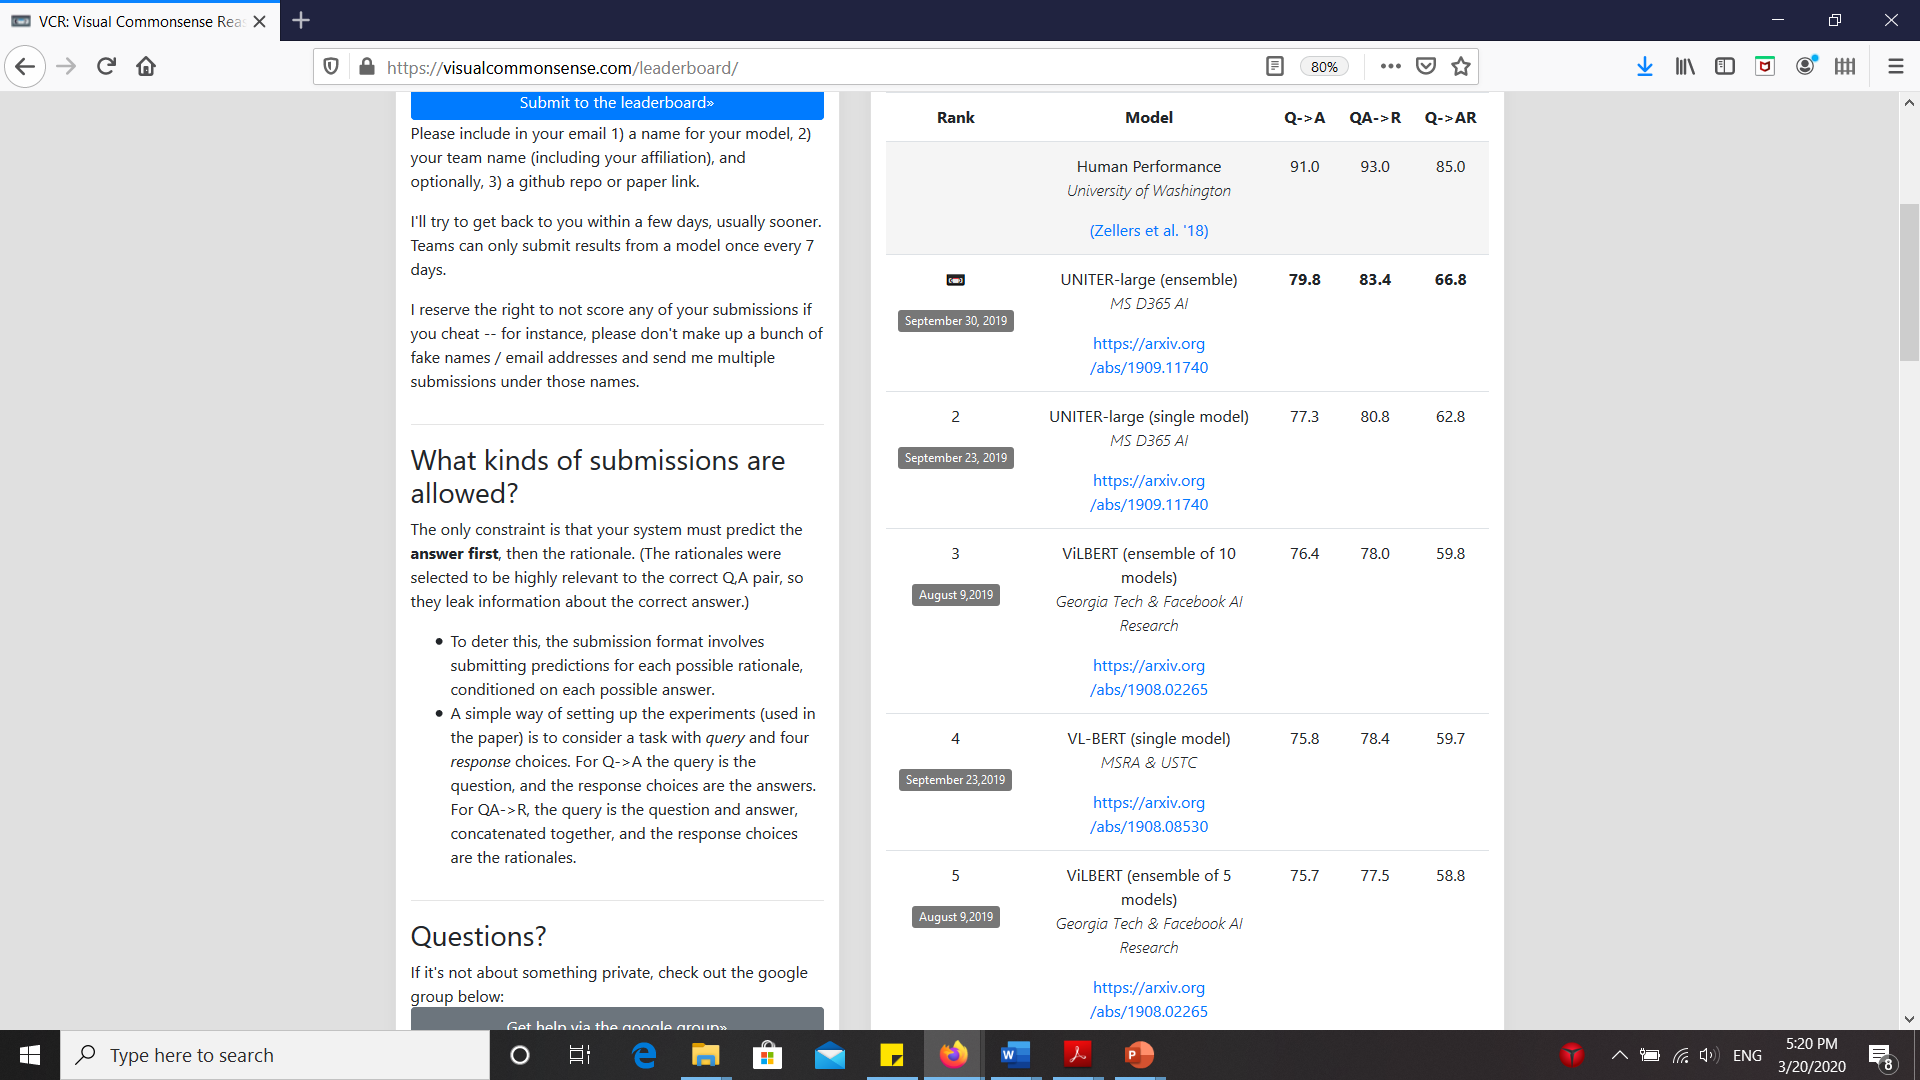 VCR: Visual Commonsense Rea
https://visualcommonsense.com/leaderboard/
80%
Submit to the leaderboard»
Please include in your email 1) a name for your model, 2)
your team name (including your affiliation), and
optionally, 3) a github repo or paper link.
I'll try to get back to you within a few days, usually sooner.
Teams can only submit results from a model once every 7
days.
I reserve the right to not score any of your submissions if
you cheat -- for instance, please don't make up a bunch of
fake names / email addresses and send me multiple
submissions under those names.
What kinds of submissions are
allowed?
The only constraint is that your system must predict the
answer first, then the rationale. (The rationales were
selected to be highly relevant to the correct Q,A pair, so
they leak information about the correct answer.)
• To deter this, the submission format involves
submitting predictions for each possible rationale,
conditioned on each possible answer.
• A simple way of setting up the experiments (used in
the paper) is to consider a task with query and four
response choices. For Q->A the query is the
question, and the response choices are the answers.
For QA->R, the query is the question and answer,
concatenated together, and the response choices
are the rationales.
Questions?
If it's not about something private, check out the google
group below:
Get help via the google group»
Rank Model Q->A QA->R Q->AR
Human Performance 91.0 93.0 85.0
University of Washington
(Zellers et al. '18)
UNITER-large (ensemble) 79.8 83.4 66.8
MS D365 AI
September 30, 2019
https://arxiv.org
/abs/1909.11740
2 UNITER-large (single model) 77.3 80.8 62.8
MS D365 AI
September 23, 2019
https://arxiv.org
/abs/1909.11740
3 ViLBERT (ensemble of 10 76.4 78.0 59.8
models)
August 9,2019
Georgia Tech & Facebook AI
Research
https://arxiv.org
/abs/1908.02265
4 VL-BERT (single model) 75.8 78.4 59.7
MSRA & USTC
September 23,2019
https://arxiv.org
/abs/1908.08530
5 ViLBERT (ensemble of 5 75.7 77.5 58.8
models)
August 9,2019
Georgia Tech & Facebook AI
Research
https://arxiv.org
/abs/1908.02265
Type here to search
ENG
5:20 PM
3/20/2020
8